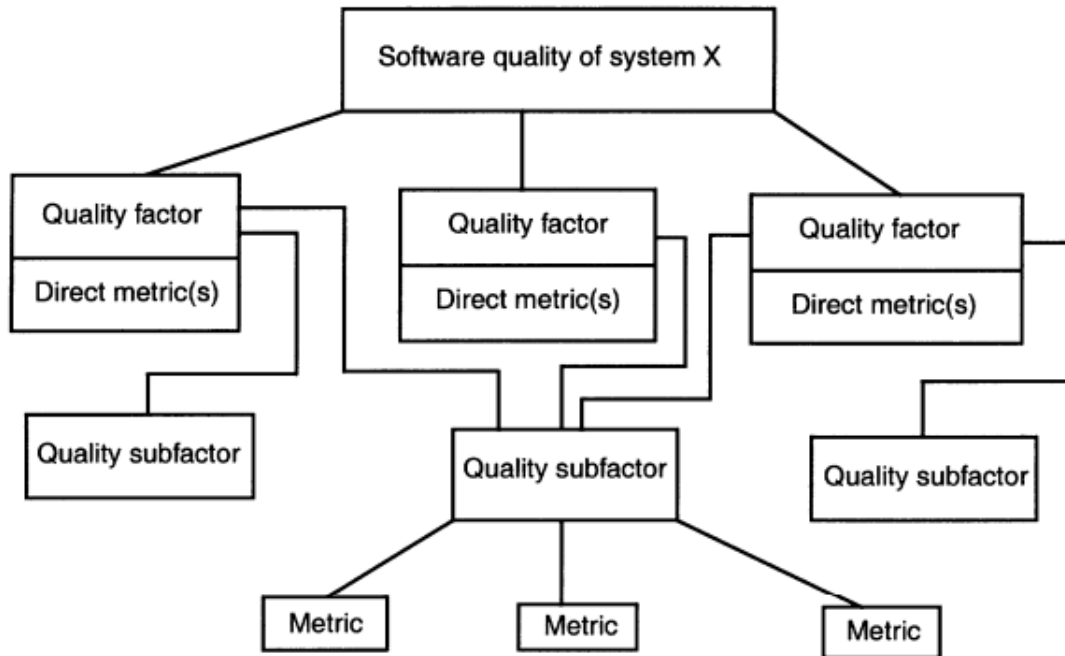 Software quality of system X
Quality factor
Quality factor
Quality factor
Direct metric(s)
Direct metric(s)
Direct metric(s)
Quality subfactor
Quality subfactor
Quality subfactor
Metric
Metric
Metric